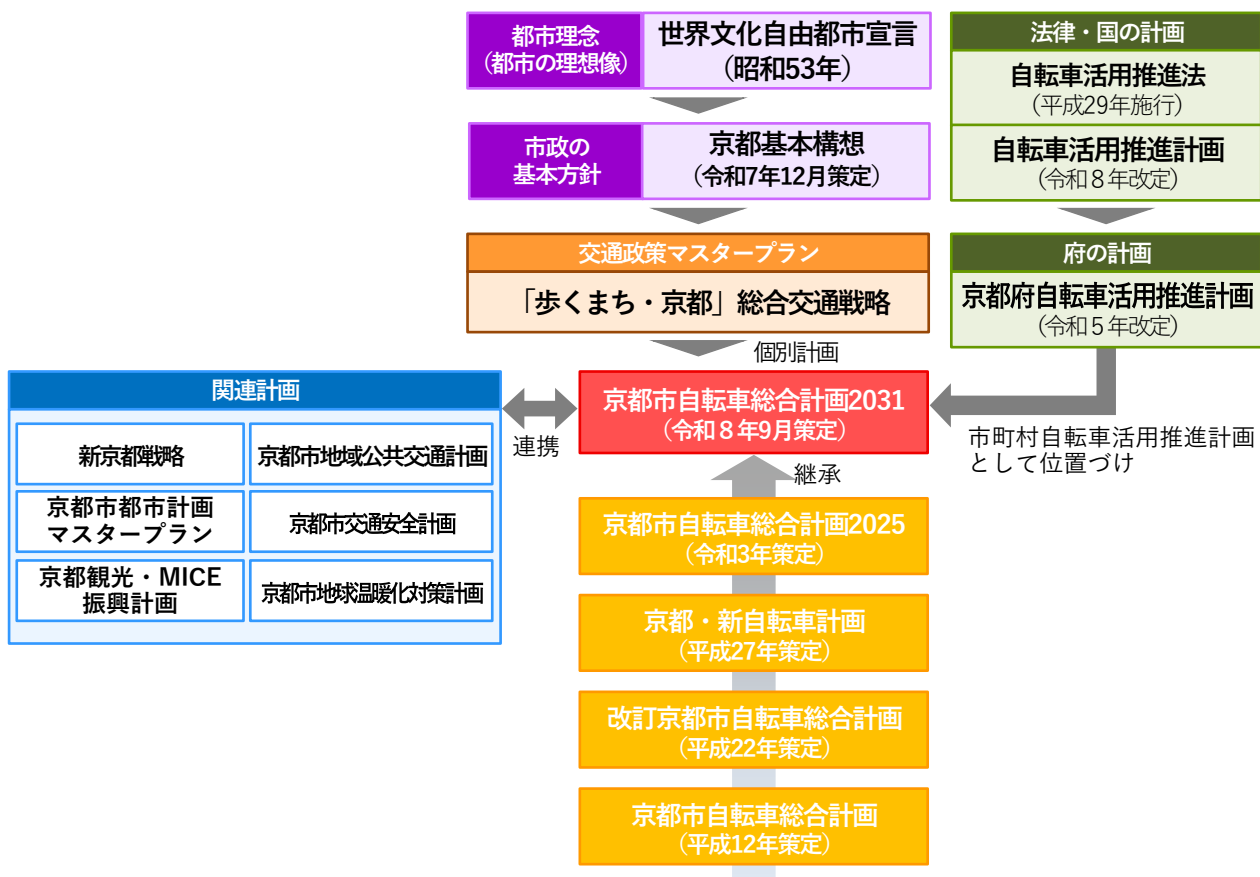 都市理念
(都市の理想像)
世界文化自由都市宣言
(昭和53年)
市政の
基本方針
京都基本構想
(令和7年12月策定)
交通政策マスタープラン
「歩くまち・京都」総合交通戦略
個別計画
法律・国の計画
自転車活用推進法
(平成29年施行)
自転車活用推進計画
(令和8年改定)
府の計画
京都府自転車活用推進計画
(令和5年改定)
市町村自転車活用推進計画
として位置づけ
関連計画
新京都戦略
京都市地域公共交通計画
京都市都市計画
マスタープラン
京都市交通安全計画
京都観光・MICE
振興計画
京都市地球温暖化対策計画
連携
京都市自転車総合計画2031
(令和8年9月策定)
継承
京都市自転車総合計画2025
(令和3年策定)
京都・新自転車計画
(平成27年策定)
改訂京都市自転車総合計画
(平成22年策定)
京都市自転車総合計画
(平成12年策定)